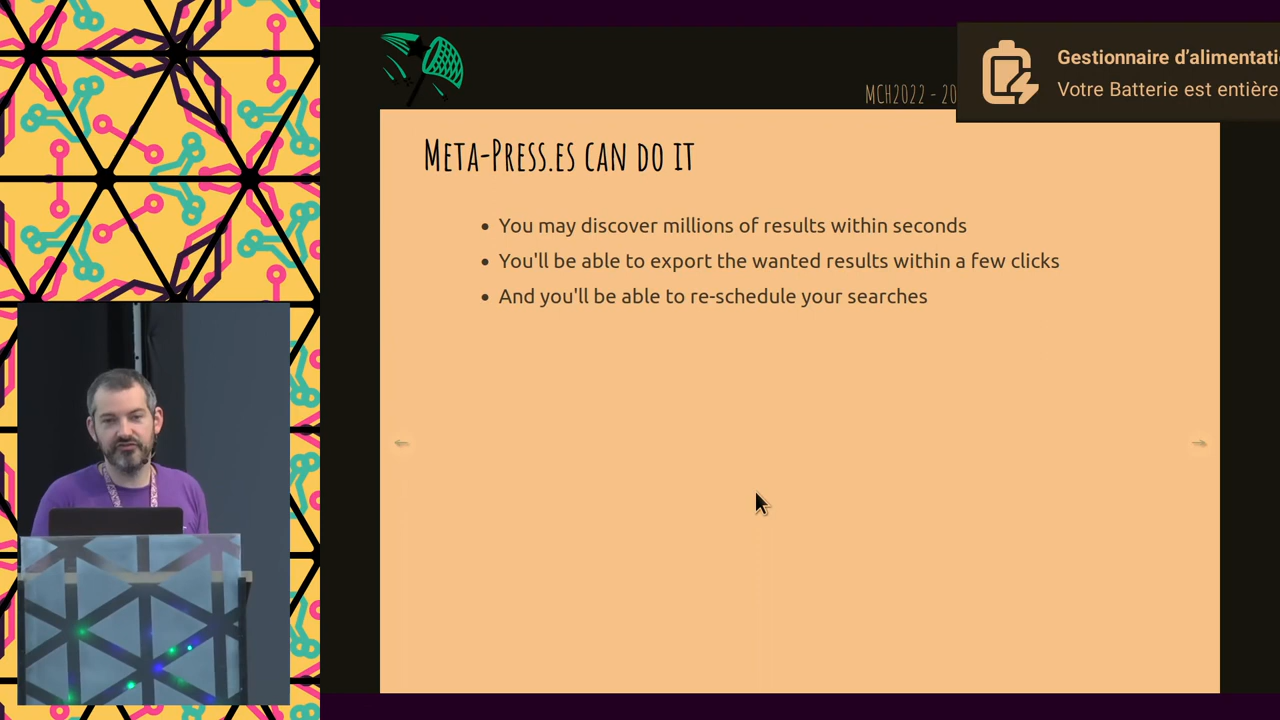 Gestionnaire d'alimentati
Votre Batterie est entière
MCH2022 - 20
META-PRESS.ES CAN DO IT
• You may discover millions of results within seconds
• You'll be able to export the wanted results within a few clicks
• And you'll be able to re-schedule your searches